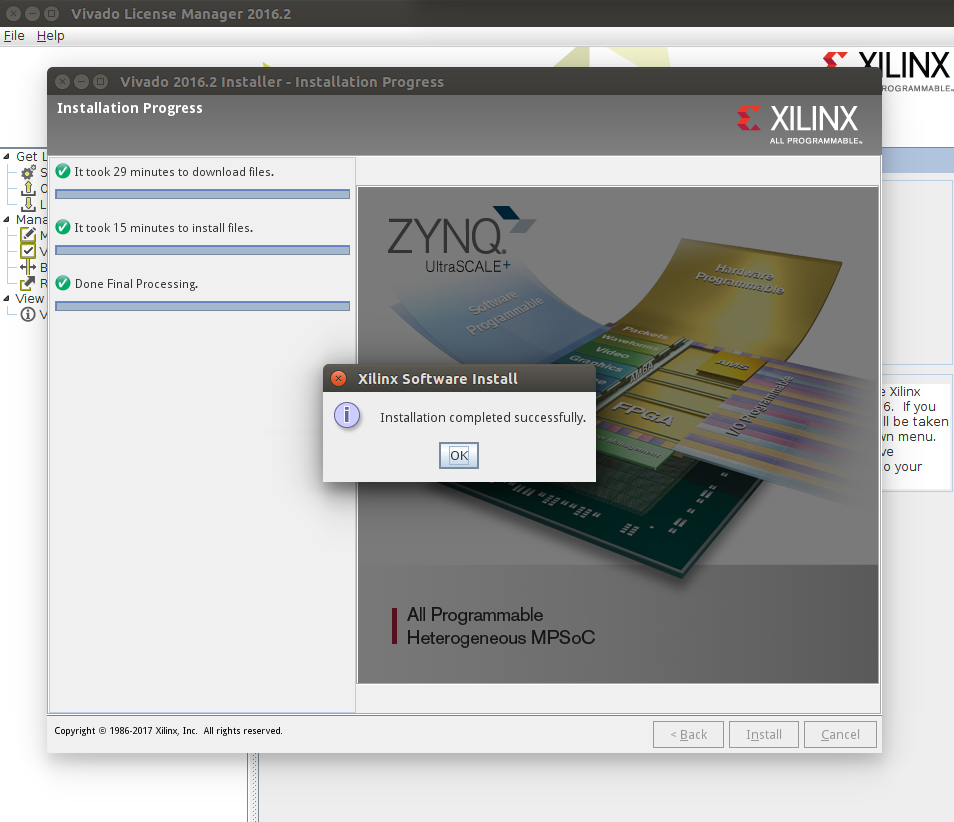 Vivado License Manager 2016.2
File Help
XILINX
PROGRAMMABLE™
Vivado 2016.2 Installer - Installation Progress
Installation Progress
XILINX
ALL PROGRAMMABLE™
Get L
Mana
View
It took 29 minutes to download files.
It took 15 minutes to install files.
Done Final Processing.
ZYNQ
UltraSCALE+
Software
Programmable
Hardware
Programmable
Packets
Waveforms
Video
Graphics
AMBA
AMS
FPGA
I/O Programmable
Management
Xilinx Software Install
Installation completed successfully.
OK
All Programmable
Heterogeneous MPSoC
Xilinx
6. If you
ll be taken
wn menu.
ve
o your
Copyright © 1986-2017 Xilinx, Inc. All rights reserved.
< Back Install Cancel